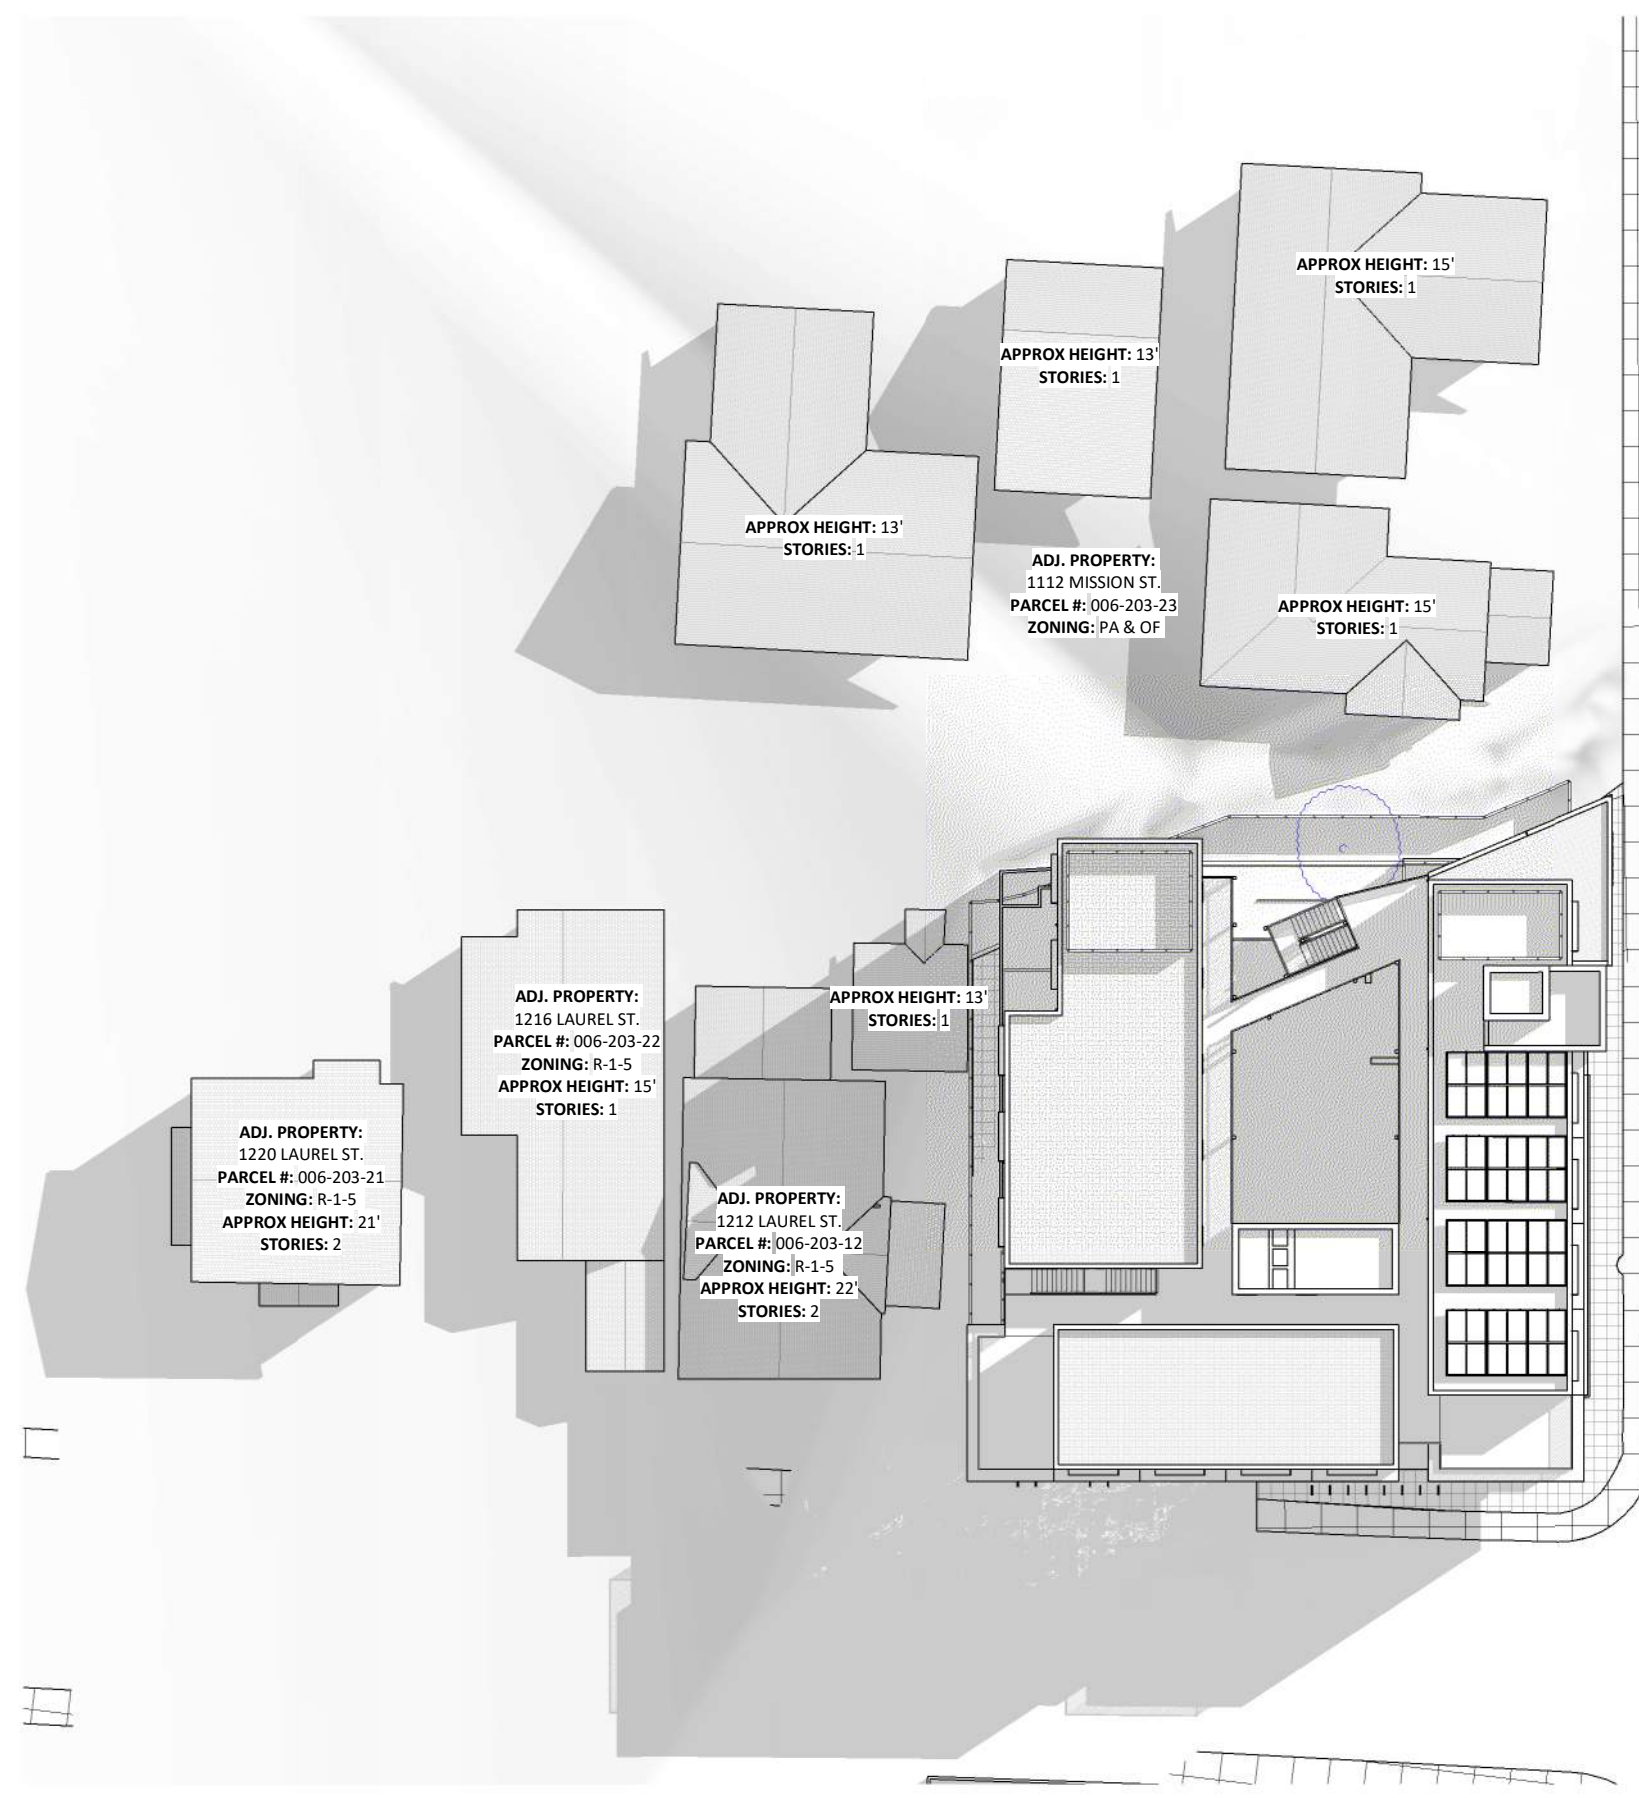 APPROX HEIGHT: 15'
STORIES: 1
APPROX HEIGHT: 13'
STORIES: 1
APPROX HEIGHT: 13'
STORIES: 1
ADJ. PROPERTY:
1112 MISSION ST.
PARCEL #: 006-203-23
ZONING: PA & OF
APPROX HEIGHT: 15'
STORIES: 1
APPROX HEIGHT: 13'
STORIES: 1
ADJ. PROPERTY:
1216 LAUREL ST.
PARCEL #: 006-203-22
ZONING: R-1-5
APPROX HEIGHT: 15'
STORIES: 1
ADJ. PROPERTY:
1220 LAUREL ST.
PARCEL #: 006-203-21
ZONING: R-1-5
APPROX HEIGHT: 21'
STORIES: 2
ADJ. PROPERTY:
1212 LAUREL ST.
PARCEL #: 006-203-12
ZONING: R-1-5
APPROX HEIGHT: 22'
STORIES: 2